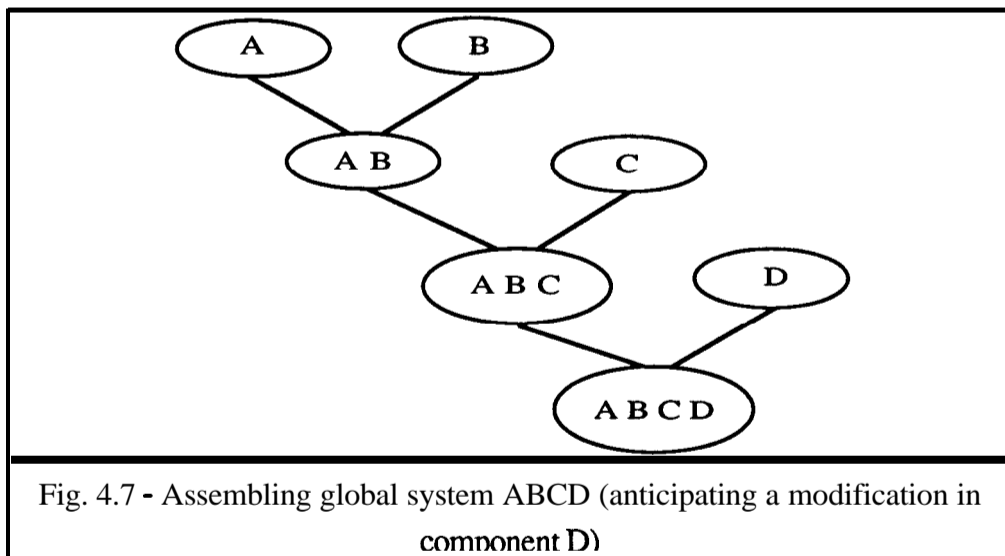 A
B
A B
C
A B C
D
A B C D
Fig. 4.7 - Assembling global system ABCD (anticipating a modification in
component D)